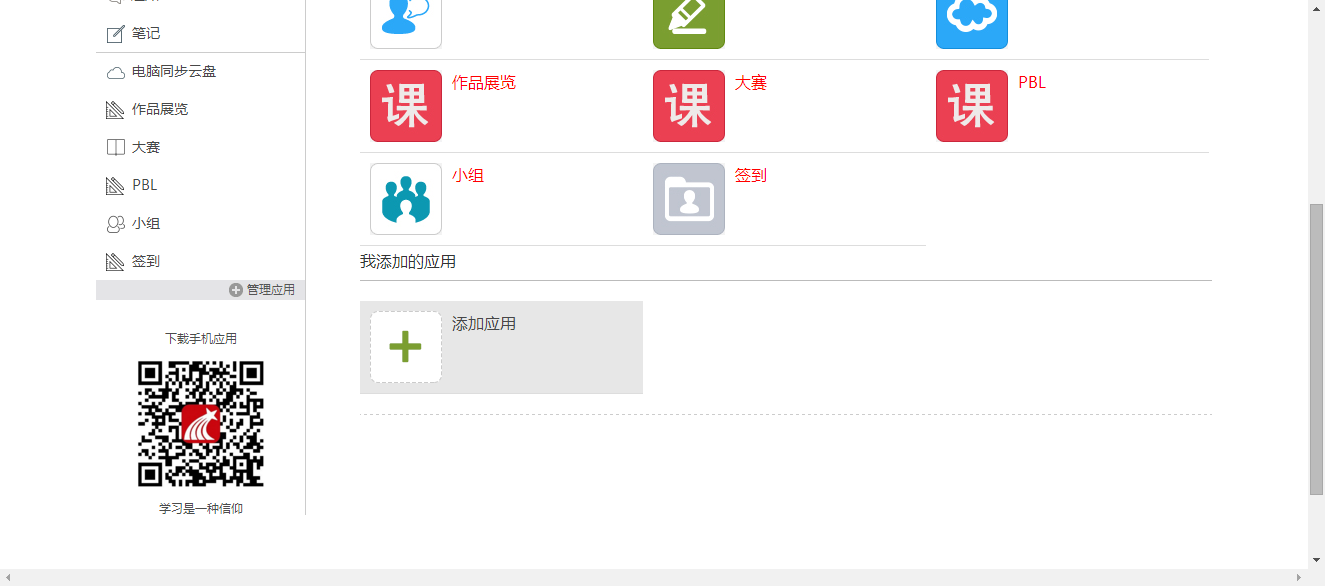 笔记
电脑同步云盘
作品展览
大赛
PBL
小组
签到
管理应用
下载手机应用
学习是一种信仰
课 作品展览 课 大赛 课 PBL
小组 签到
我添加的应用
添加应用